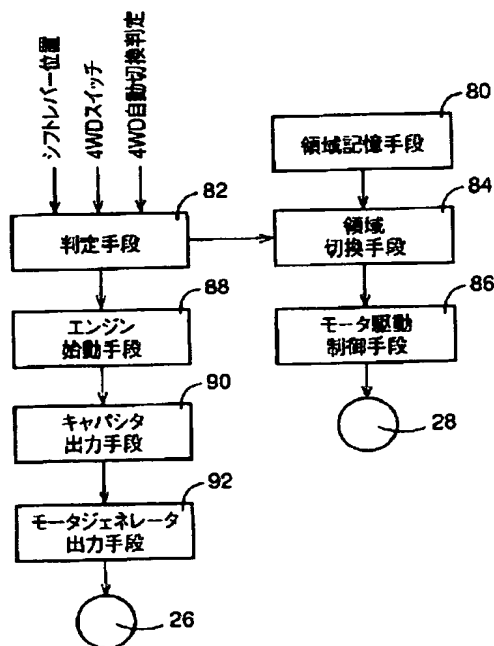 シフトレバー位置
4WDスイッチ
4WD自動切換判定
80
領域記憶手段
82
判定手段
84
領域
切換手段
88
エンジン
始動手段
86
モータ駆動
制御手段
90
キャパシタ
出力手段
28
92
モータジェネレータ
出力手段
26